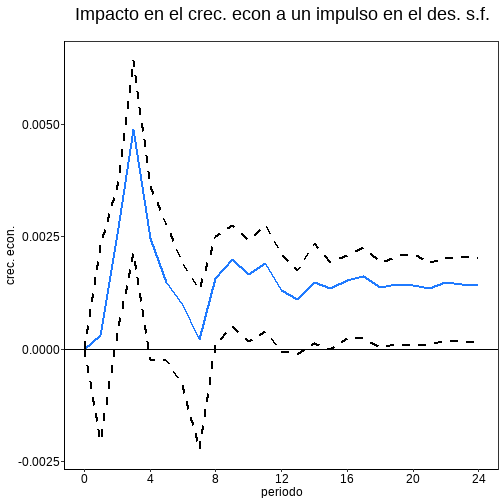 Impacto en el crec. econ a un impulso en el des. s.f.
0.0050
0.0025
0.0000
-0.0025
crec. econ.
0 4 8 12 16 20 24
periodo